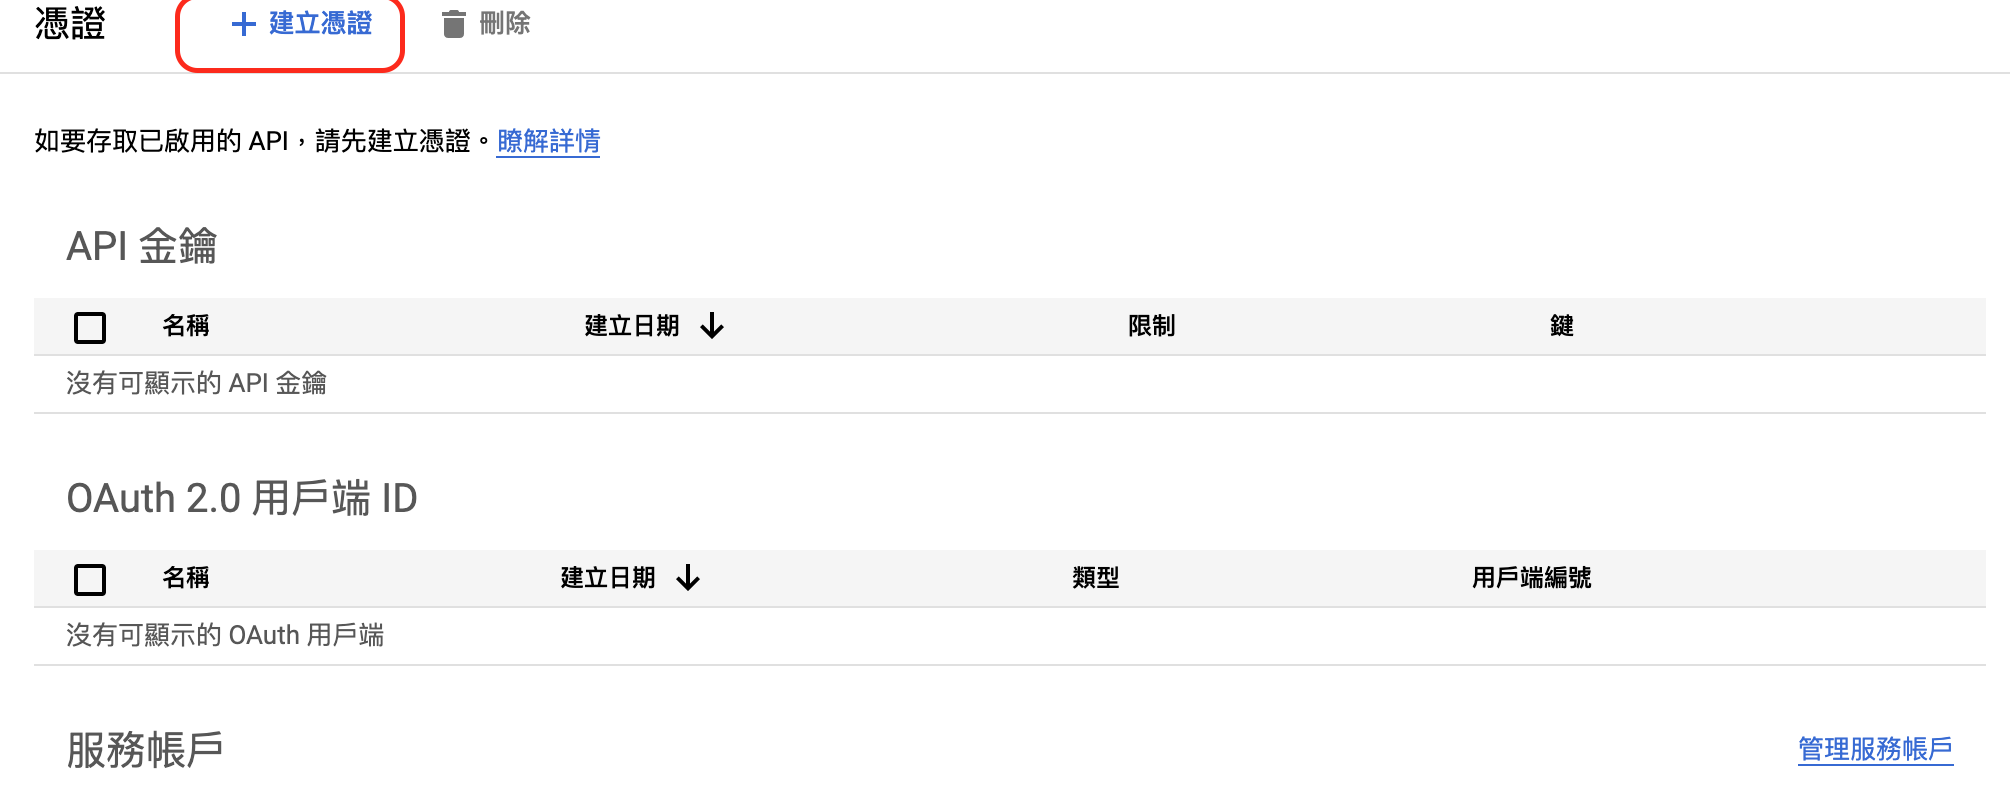 憑證 建立憑證 刪除
如要存取已啟用的 API，請先建立憑證。瞭解詳情
API 金鑰
名稱 建立日期 限制 鍵
沒有可顯示的 API 金鑰
OAuth 2.0 用戶端 ID
名稱 建立日期 類型 用戶端編號
沒有可顯示的 OAuth 用戶端
服務帳戶 管理服務帳戶